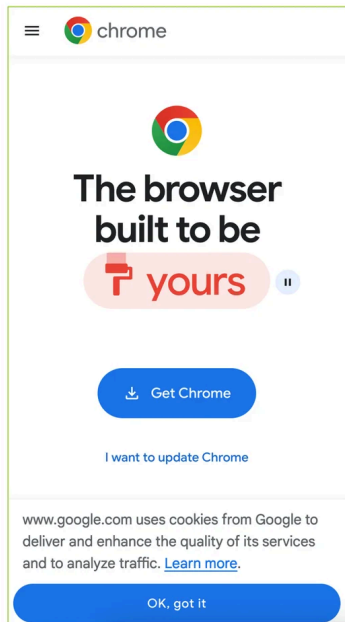 chrome
The browser
built to be
yours
Get Chrome
I want to update Chrome
www.google.com uses cookies from Google to
deliver and enhance the quality of its services
and to analyze traffic. Learn more.
OK, got it